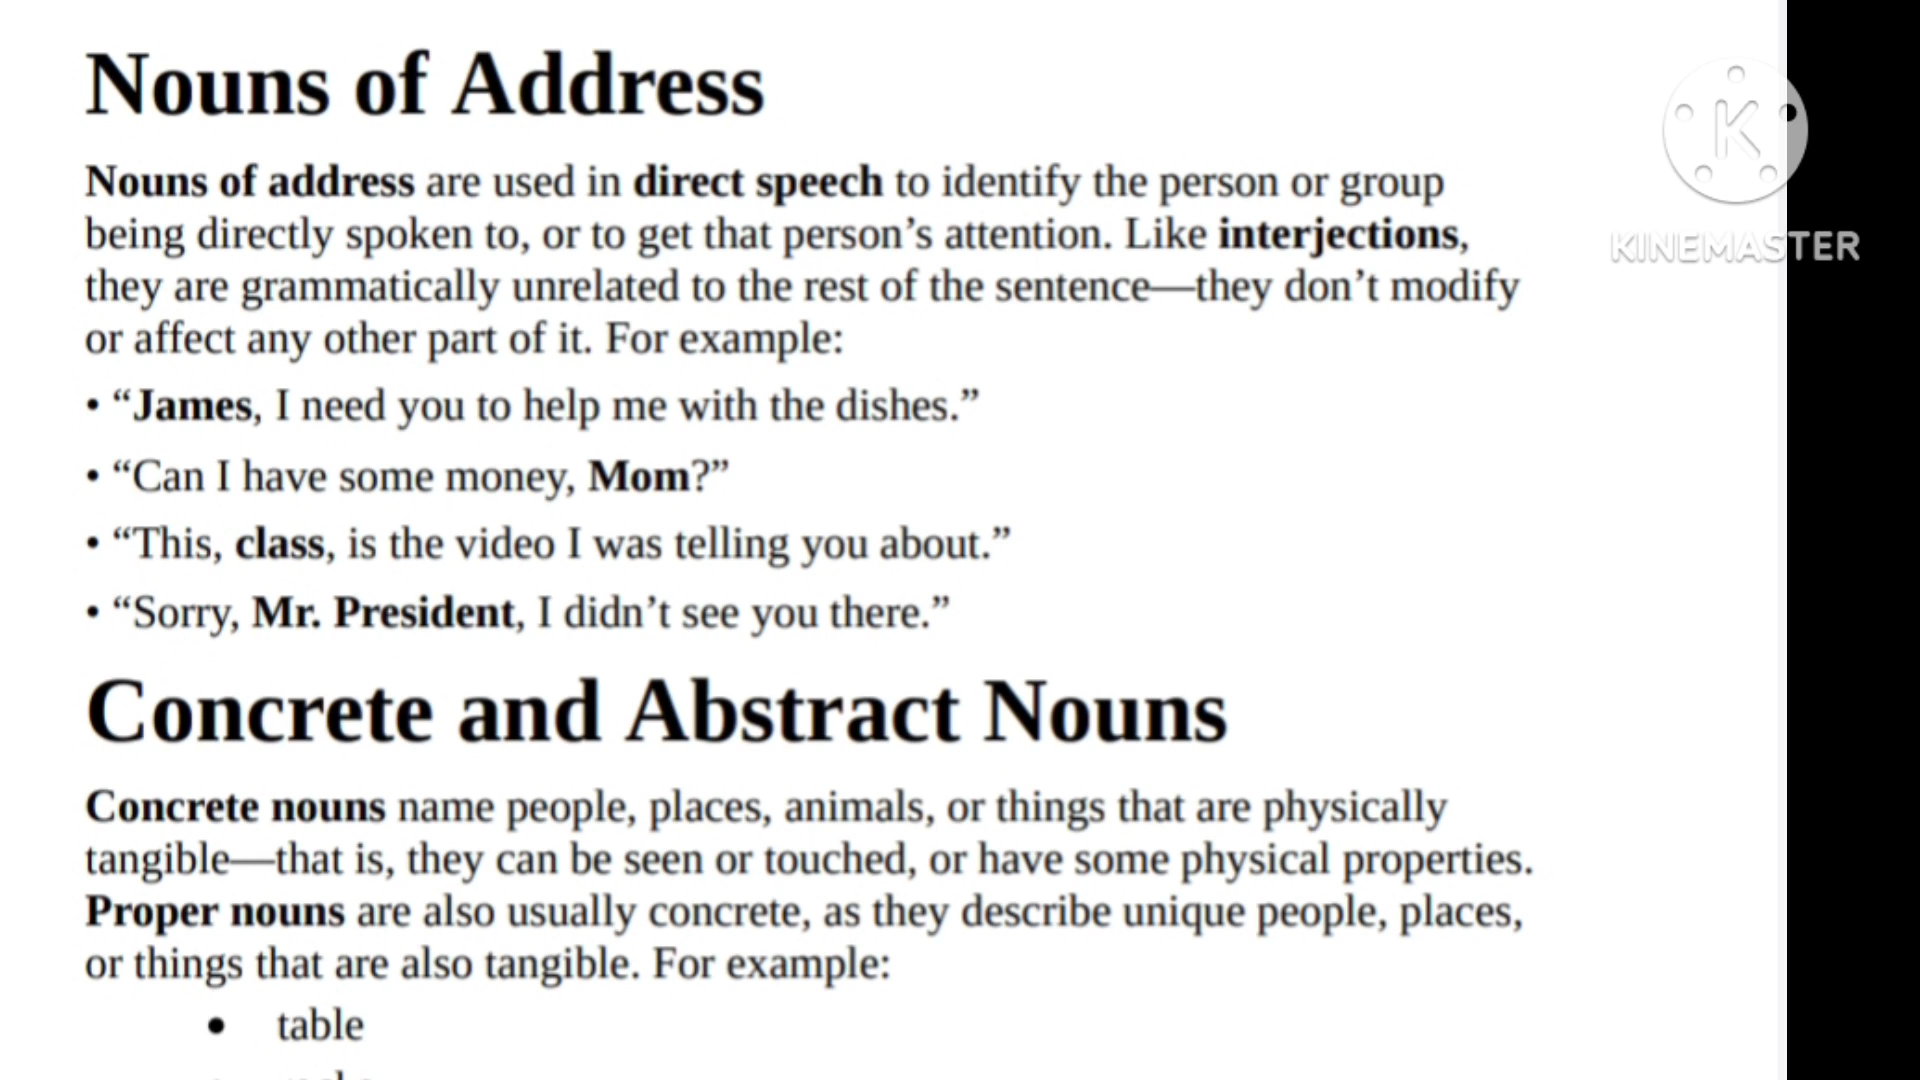 Nouns of Address
Nouns of address are used in direct speech to identify the person or group
being directly spoken to, or to get that person’s attention. Like interjections,
they are grammatically unrelated to the rest of the sentence—they don’t modify
or affect any other part of it. For example:
• “James, I need you to help me with the dishes.”
• “Can I have some money, Mom?”
• “This, class, is the video I was telling you about.”
• “Sorry, Mr. President, I didn’t see you there.”
Concrete and Abstract Nouns
Concrete nouns name people, places, animals, or things that are physically
tangible—that is, they can be seen or touched, or have some physical properties.
Proper nouns are also usually concrete, as they describe unique people, places,
or things that are also tangible. For example:
• table
K
KINEMASTER